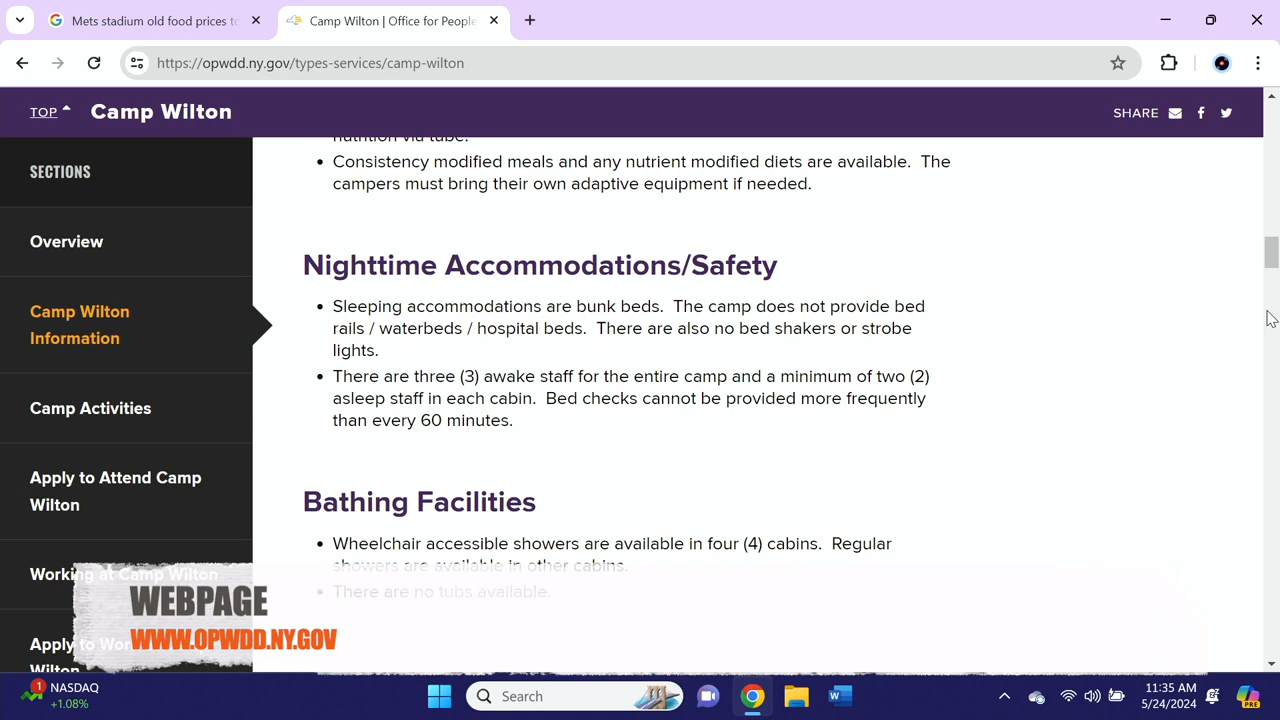 Mets stadium old food prices to
Camp Wilton | Office for People
https://opwdd.ny.gov/types-services/camp-wilton
TOP
Camp Wilton
SHARE
SECTIONS
Overview
Camp Wilton
Information
Camp Activities
Apply to Attend Camp
Wilton
Working at Camp Wilton
Apply to Wor
Wilton
nutrition via tube.
• Consistency modified meals and any nutrient modified diets are available. The
campers must bring their own adaptive equipment if needed.
Nighttime Accommodations/Safety
• Sleeping accommodations are bunk beds. The camp does not provide bed
rails / waterbeds / hospital beds. There are also no bed shakers or strobe
lights.
• There are three (3) awake staff for the entire camp and a minimum of two (2)
asleep staff in each cabin. Bed checks cannot be provided more frequently
than every 60 minutes.
Bathing Facilities
• Wheelchair accessible showers are available in four (4) cabins. Regular
showers are available in other cabins.
• There are no tubs available.
WEBPAGE
WWW.OPWDD.NY.GOV
1
NASDAQ
+1.08%
Search
W
PRE
11:35 AM
5/24/2024